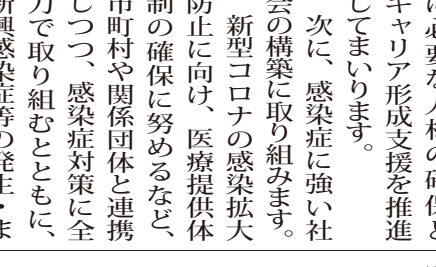 に必要な人材の確保と
キャリア形成支援を推進
してまいります。
　次に、感染症に強い社
会の構築に取り組みます。
　新型コロナの感染拡大
防止に向け、医療提供体
制の確保に努めるなど、
市町村や関係団体と連携
しつつ、感染症対策に全
力で取り組むとともに、
新興感染症等の発生・ま